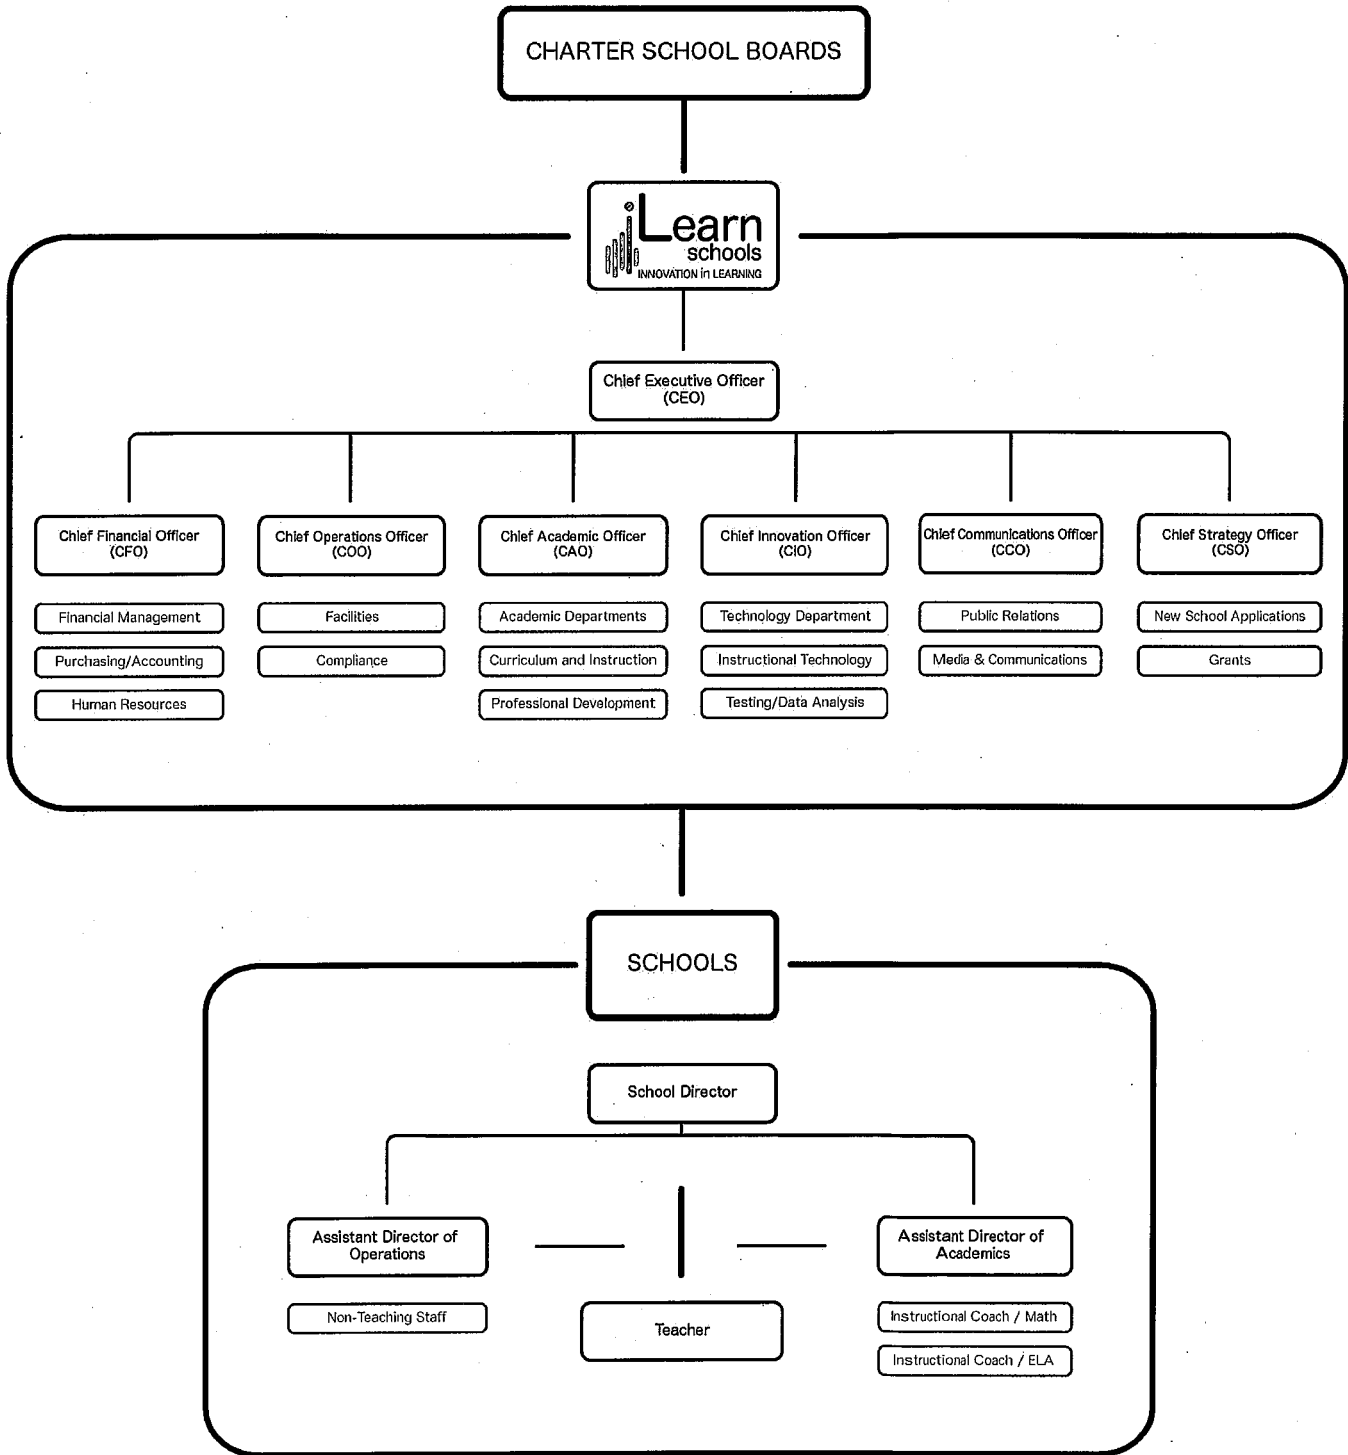 CHARTER SCHOOL BOARDS
iLearn
schools
INNOVATION in LEARNING
Chief Executive Officer
(CEO)
Chief Financial Officer
(CFO)
Chief Operations Officer
(COO)
Chief Academic Officer
(CAO)
Chief Innovation Officer
(CIO)
Chief Communications Officer
(CCO)
Chief Strategy Officer
(CSO)
Financial Management
Facilities
Academic Departments
Technology Department
Public Relations
New School Applications
Purchasing/Accounting
Compliance
Curriculum and Instruction
Instructional Technology
Media & Communications
Grants
Human Resources
Professional Development
Testing/Data Analysis
SCHOOLS
School Director
Assistant Director of
Operations
Assistant Director of
Academics
Non-Teaching Staff
Teacher
Instructional Coach / Math
Instructional Coach / ELA